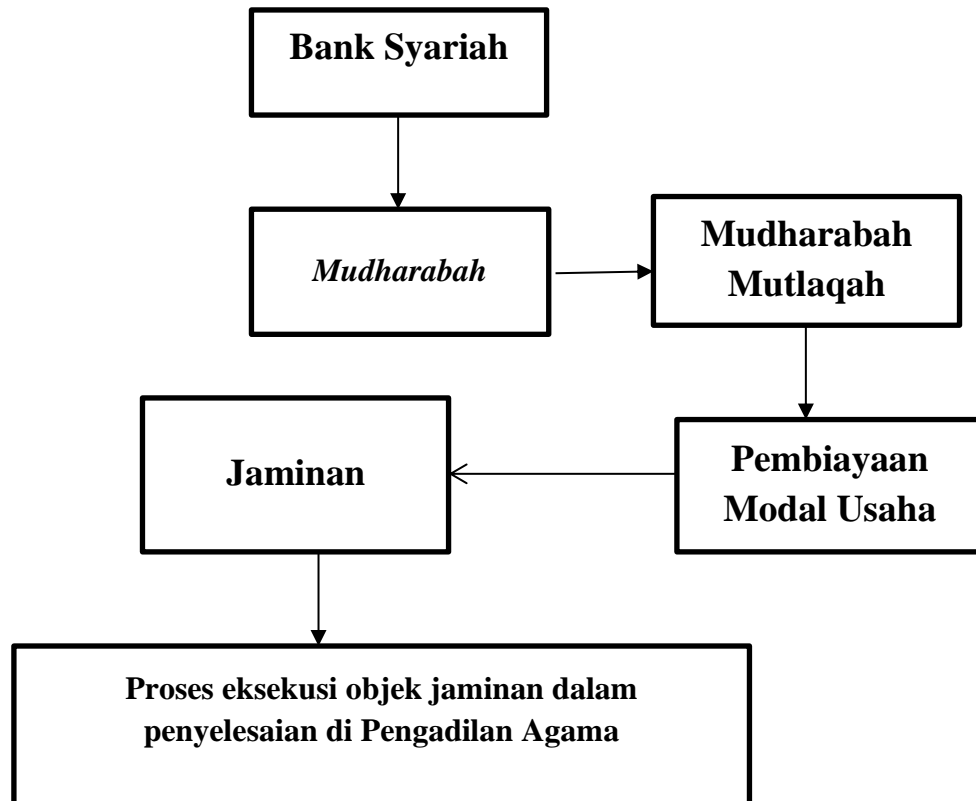 Bank Syariah
Mudharabah
Mudharabah
Mutlaqah
Jaminan
Pembiayaan
Modal Usaha
Proses eksekusi objek jaminan dalam
penyelesaian di Pengadilan Agama